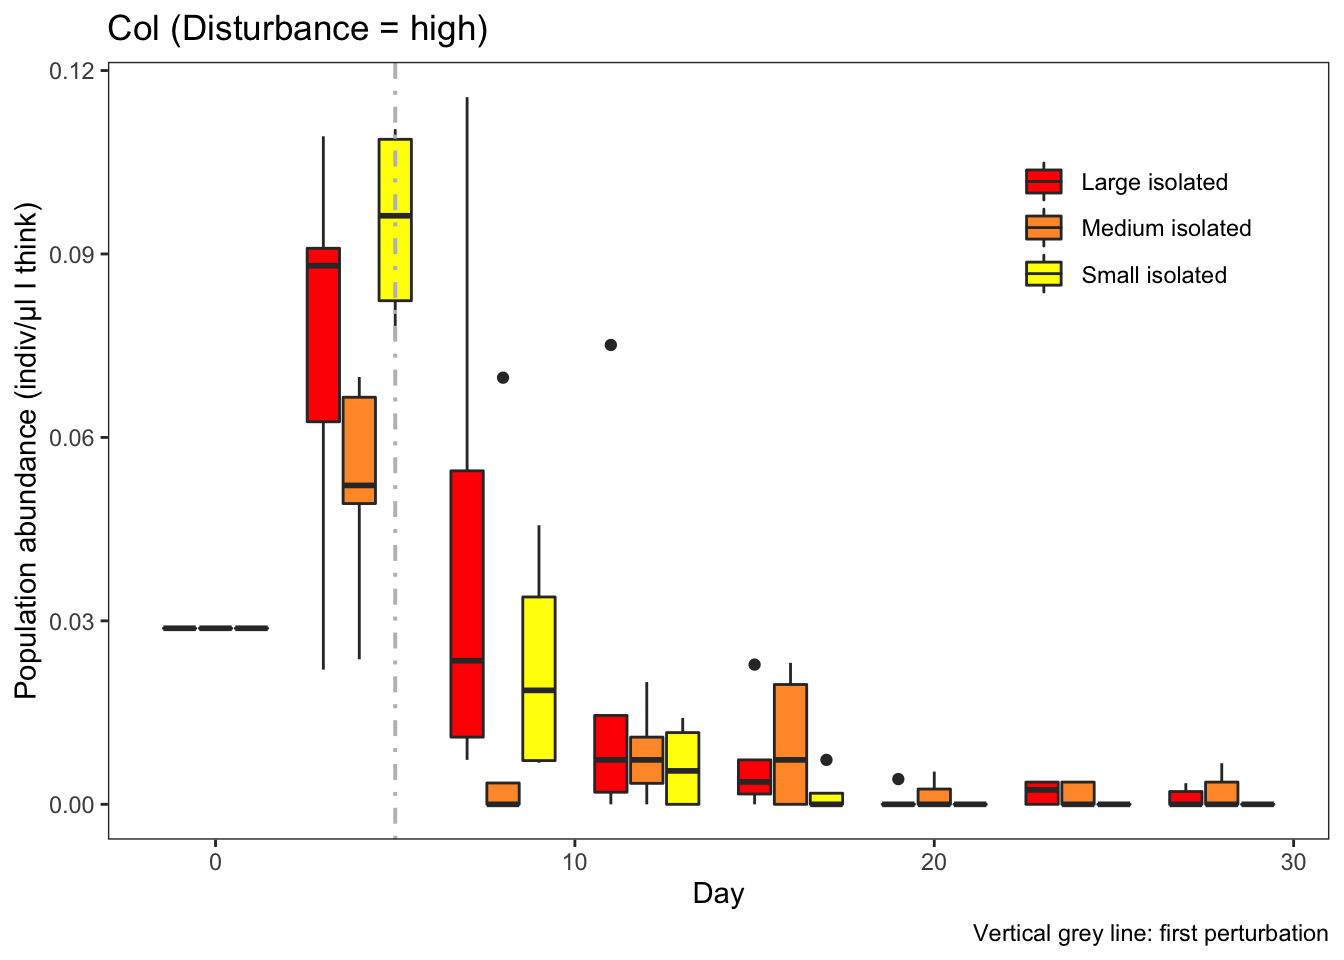 Col (Disturbance = high)
Population abundance (indiv/µl I think)
0.12
0.09
0.06
0.03
0.00
Large isolated
Medium isolated
Small isolated
0
10
20
30
Day
Vertical grey line: first perturbation